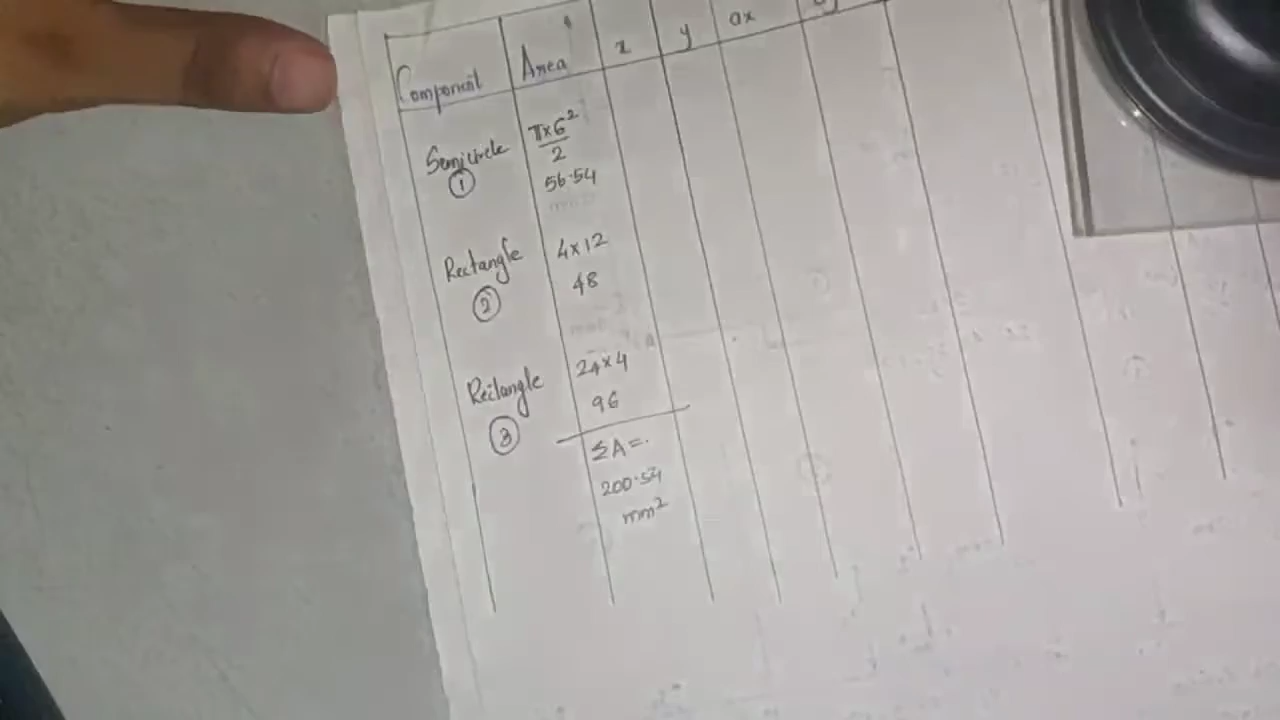 Component Area x y ax
Semicircle
①
π×6²
2
56.54
Rectangle
②
4×12
48
Rectangle
③
24×4
96
ΣA=
200.54
mm²